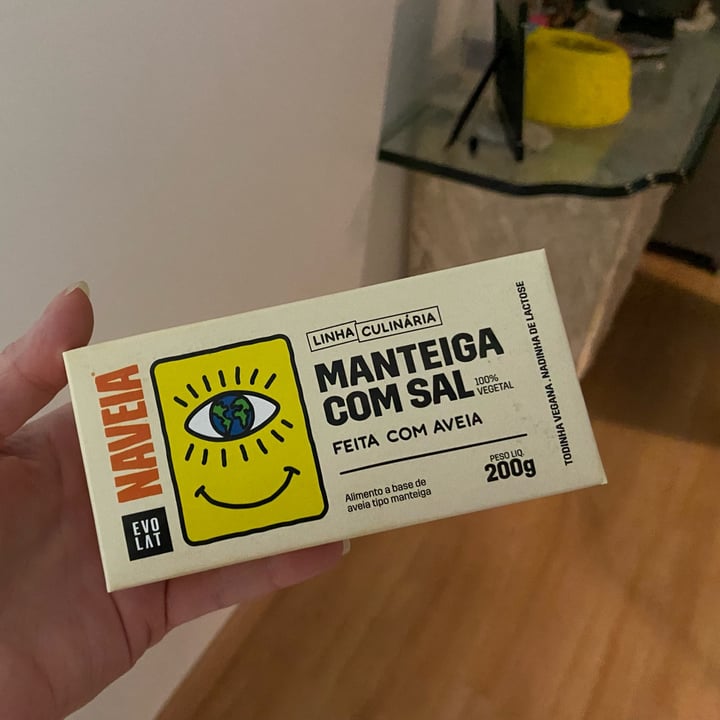 NAVEIA
EVO
LAT
LINHA CULINÁRIA
MANTEIGA
COM SAL
100%
VEGETAL
FEITA COM AVEIA
Alimento a base de
aveia tipo manteiga
PESO LIQ.
200g
TODINHA VEGANA. NADINHA DE LACTOSE